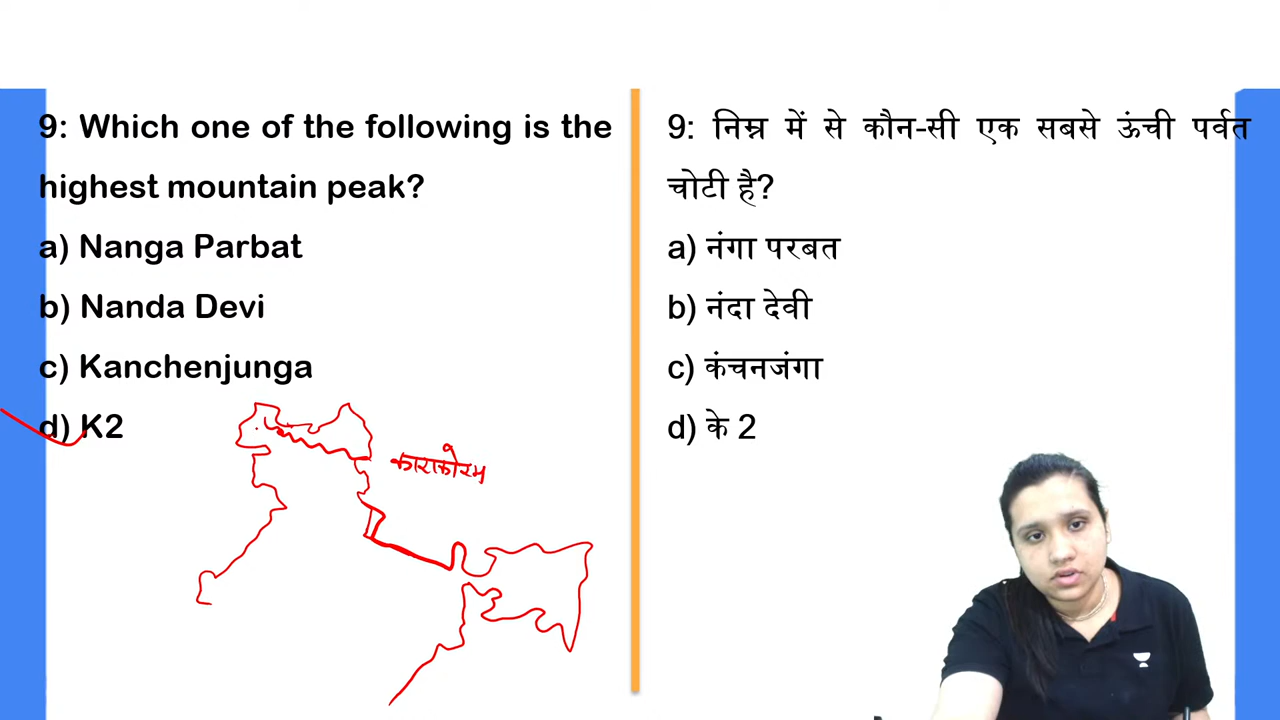 9: Which one of the following is the
highest mountain peak?
a) Nanga Parbat
b) Nanda Devi
c) Kanchenjunga
d) K2
काराकोरम
9: निम्न में से कौन-सी एक सबसे ऊंची पर्वत
चोटी है?
a) नंगा परबत
b) नंदा देवी
c) कंचनजंगा
d) के 2